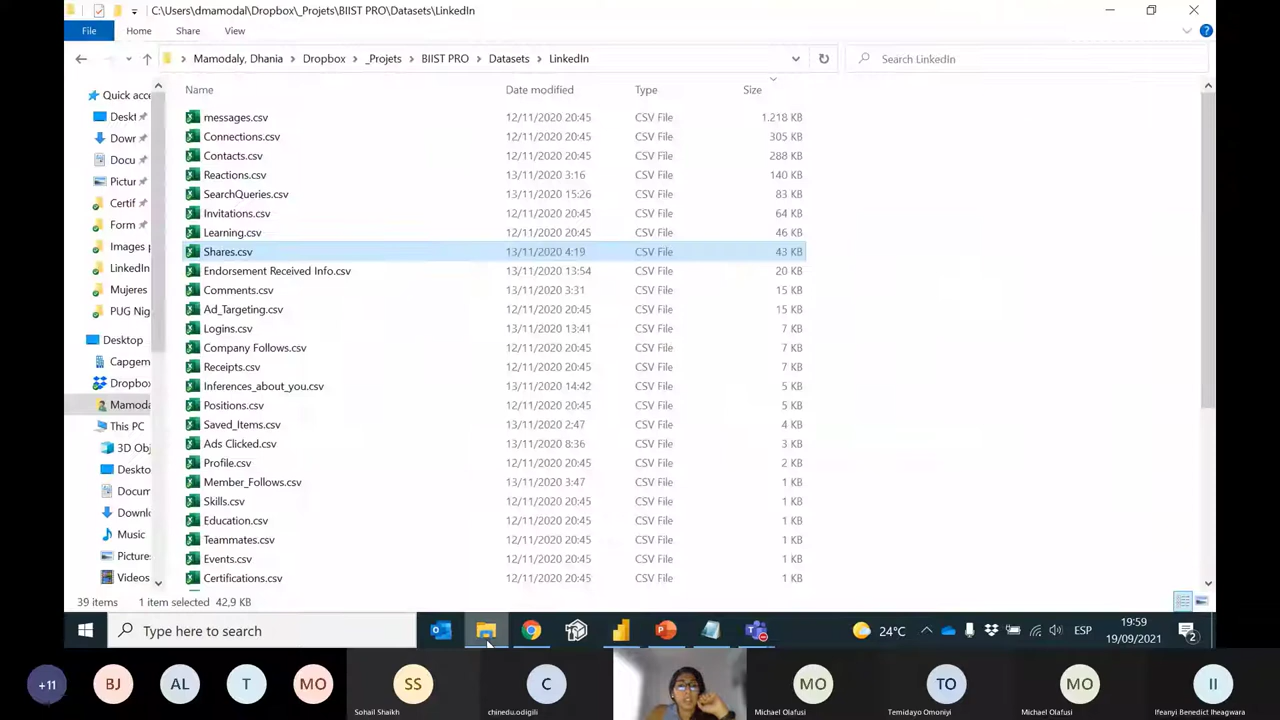 C:\Users\dmamodal\Dropbox\_Projets\BIIST PRO\Datasets\LinkedIn
File Home Share View
Mamodaly, Dhania > Dropbox > _Projets > BIIST PRO > Datasets > LinkedIn
Search LinkedIn
Name Date modified Type Size
messages.csv 12/11/2020 20:45 CSV File 1.218 KB
Connections.csv 12/11/2020 20:45 CSV File 305 KB
Contacts.csv 12/11/2020 20:45 CSV File 288 KB
Reactions.csv 13/11/2020 3:16 CSV File 140 KB
SearchQueries.csv 13/11/2020 15:26 CSV File 83 KB
Invitations.csv 12/11/2020 20:45 CSV File 64 KB
Learning.csv 12/11/2020 20:45 CSV File 46 KB
Shares.csv 13/11/2020 4:19 CSV File 43 KB
Endorsement Received Info.csv 13/11/2020 13:54 CSV File 20 KB
Comments.csv 13/11/2020 3:31 CSV File 15 KB
Ad_Targeting.csv 12/11/2020 20:45 CSV File 15 KB
Logins.csv 13/11/2020 13:41 CSV File 7 KB
Company Follows.csv 12/11/2020 20:45 CSV File 7 KB
Receipts.csv 12/11/2020 20:45 CSV File 7 KB
Inferences_about_you.csv 13/11/2020 14:42 CSV File 5 KB
Positions.csv 12/11/2020 20:45 CSV File 5 KB
Saved_Items.csv 13/11/2020 2:47 CSV File 4 KB
Ads Clicked.csv 13/11/2020 8:36 CSV File 3 KB
Profile.csv 12/11/2020 20:45 CSV File 2 KB
Member_Follows.csv 13/11/2020 3:47 CSV File 1 KB
Skills.csv 12/11/2020 20:45 CSV File 1 KB
Education.csv 12/11/2020 20:45 CSV File 1 KB
Teammates.csv 12/11/2020 20:45 CSV File 1 KB
Events.csv 12/11/2020 20:45 CSV File 1 KB
Certifications.csv 12/11/2020 20:45 CSV File 1 KB
Quick acce
Deskt
Dowr
Docu
Pictur
Certif
Form
Images p
LinkedIn
Mujeres
PUG Nig
Desktop
Capgem
Dropbox
Mamoda
This PC
3D Obj
Deskto
Docum
Downlo
Music
Picture
Videos
39 items 1 item selected 42,9 KB
Type here to search
24°C
ESP
19:59
19/09/2021
2
+11 BJ AL T MO SS C MO TO MO II
Sohail Shaikh chinedu.odigili Michael Olafusi Temidayo Omoniyi Michael Olafusi Ifeanyi Benedict Iheagwara